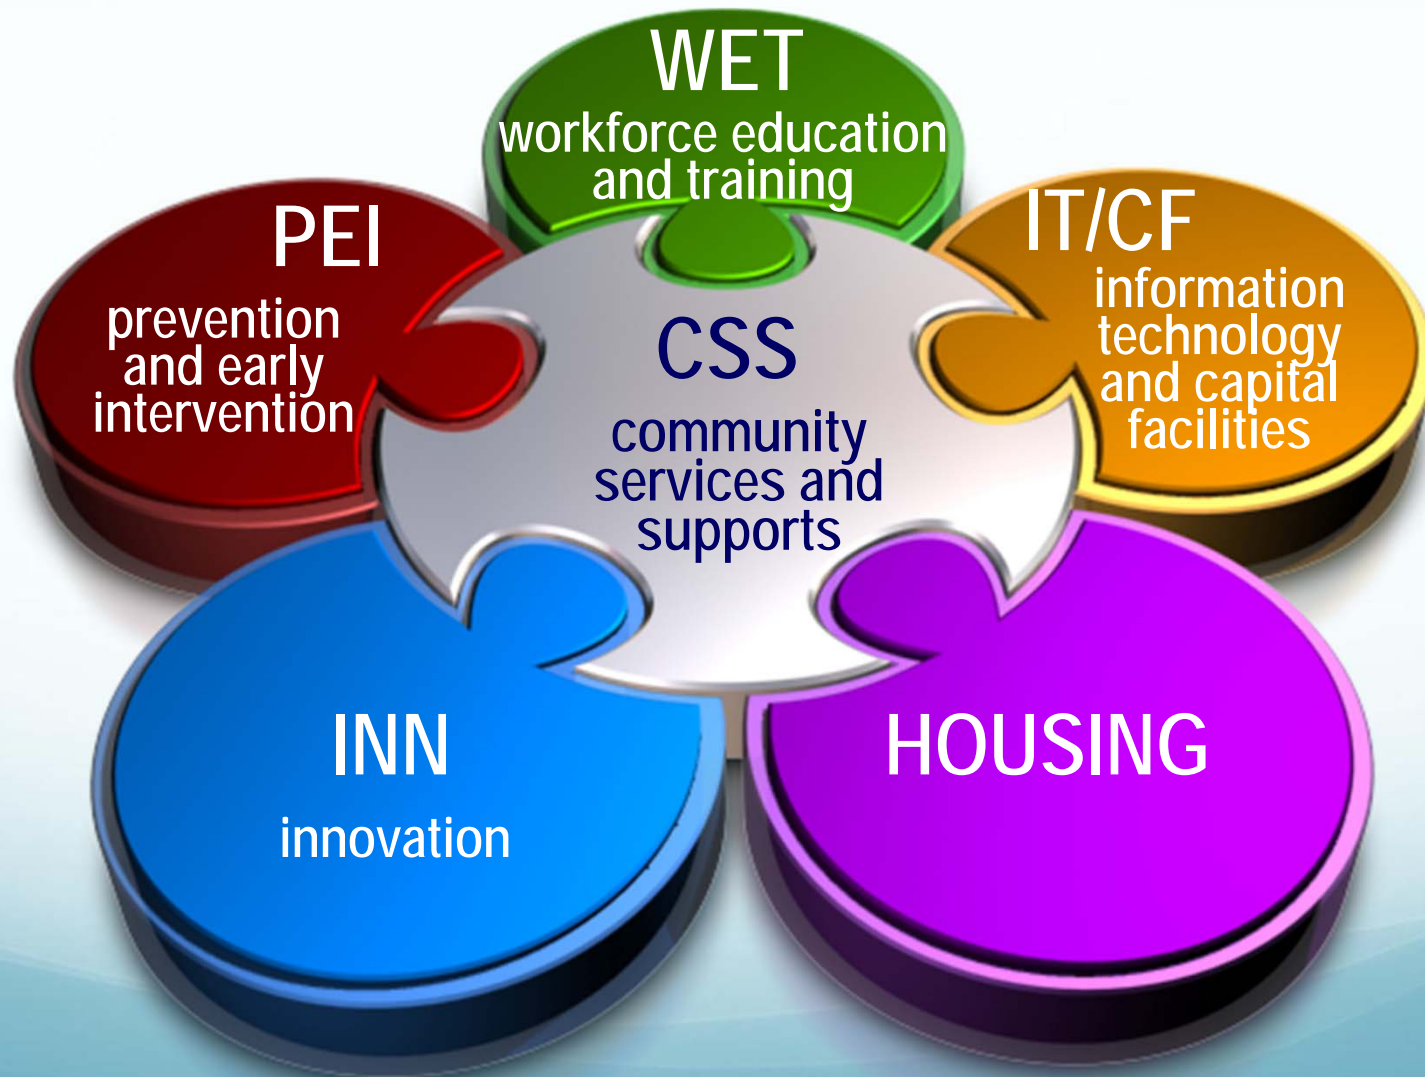 WET
workforce education
and training
PEI
prevention
and early
intervention
IT/CF
information
technology
and capital
facilities
CSS
community
services and
supports
INN
innovation
HOUSING